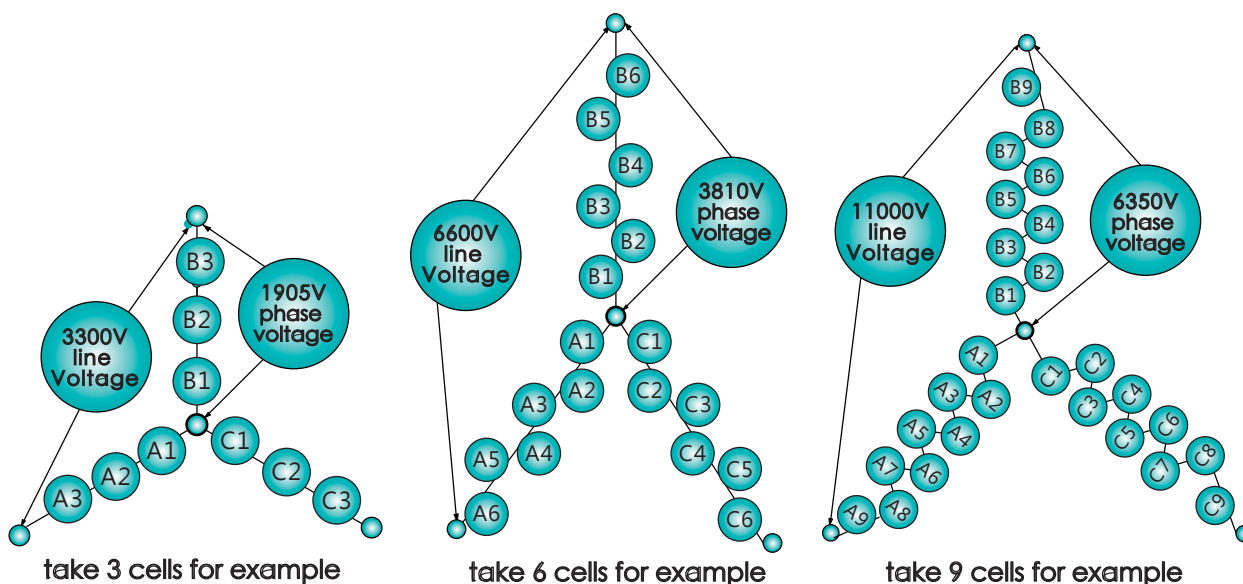 B3
B2
B1
3300V
line
Voltage
1905V
phase
voltage
A1
A2
A3
C1
C2
C3
take 3 cells for example
B6
B5
B4
B3
B2
B1
6600V
line
Voltage
3810V
phase
voltage
A1
A2
A3
A4
A5
A6
C1
C2
C3
C4
C5
C6
take 6 cells for example
B9
B8
B7
B6
B5
B4
B3
B2
B1
11000V
line
Voltage
6350V
phase
voltage
A1
A2
A3
A4
A5
A6
A7
A8
A9
C1
C2
C3
C4
C5
C6
C7
C8
C9
take 9 cells for example